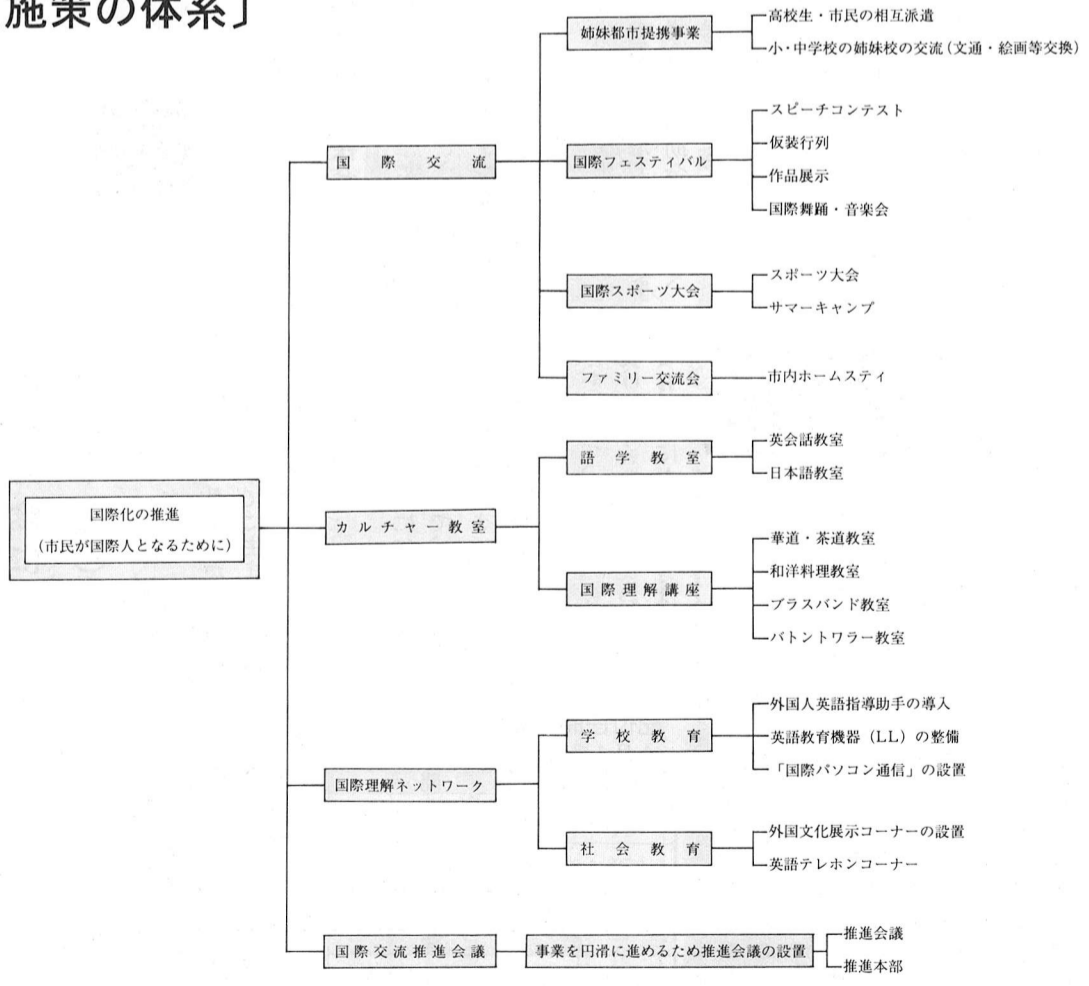 施策の体系」
国際化の推進
(市民が国際人となるために)
国際交流
姉妹都市提携事業
高校生・市民の相互派遣
小・中学校の姉妹校の交流(文通・絵画等交換)
国際フェスティバル
スピーチコンテスト
仮装行列
作品展示
国際舞踊・音楽会
国際スポーツ大会
スポーツ大会
サマーキャンプ
ファミリー交流会
市内ホームスティ
カルチャー教室
語学教室
英会話教室
日本語教室
国際理解講座
華道・茶道教室
和洋料理教室
ブラスバンド教室
バトントワラー教室
国際理解ネットワーク
学校教育
外国人英語指導助手の導入
英語教育機器(LL)の整備
「国際パソコン通信」の設置
社会教育
外国文化展示コーナーの設置
英語テレホンコーナー
国際交流推進会議
事業を円滑に進めるため推進会議の設置
推進会議
推進本部